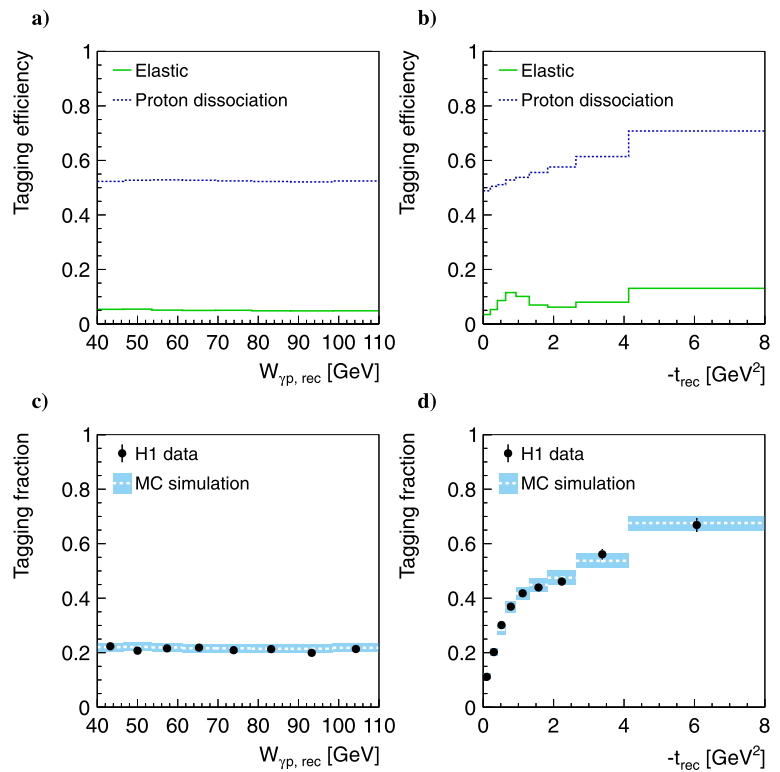 a)
Tagging efficiency
1
0.8
0.6
0.4
0.2
0
Elastic
Proton dissociation
40 50 60 70 80 90 100 110
Wγp, rec [GeV]
b)
Tagging efficiency
1
0.8
0.6
0.4
0.2
0
Elastic
Proton dissociation
0 2 4 6 8
-trec [GeV²]
c)
Tagging fraction
1
0.8
0.6
0.4
0.2
0
H1 data
MC simulation
40 50 60 70 80 90 100 110
Wγp, rec [GeV]
d)
Tagging fraction
1
0.8
0.6
0.4
0.2
0
H1 data
MC simulation
0 2 4 6 8
-trec [GeV²]